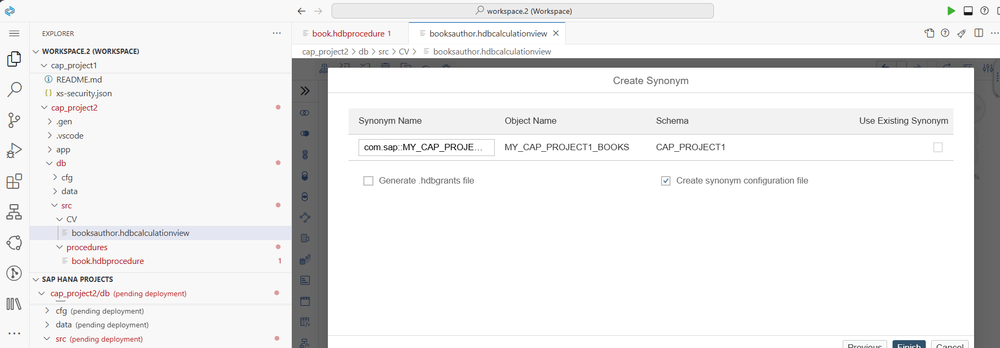 workspace.2 (Workspace)
EXPLORER
WORKSPACE.2 (WORKSPACE)
cap_project1
README.md
xs-security.json
cap_project2
.gen
.vscode
app
db
cfg
data
src
CV
booksauthor.hdbcalculationview
procedures
book.hdbprocedure 1
SAP HANA PROJECTS
cap_project2/db (pending deployment)
cfg (pending deployment)
data (pending deployment)
src (pending deployment)
book.hdbprocedure 1
booksauthor.hdbcalculationview
cap_project2 > db > src > CV > booksauthor.hdbcalculationview
Create Synonym
Synonym Name Object Name Schema Use Existing Synonym
com.sap::MY_CAP_PROJE... MY_CAP_PROJECT1_BOOKS CAP_PROJECT1
Generate .hdbgrants file Create synonym configuration file
%
Previous Finish Cancel